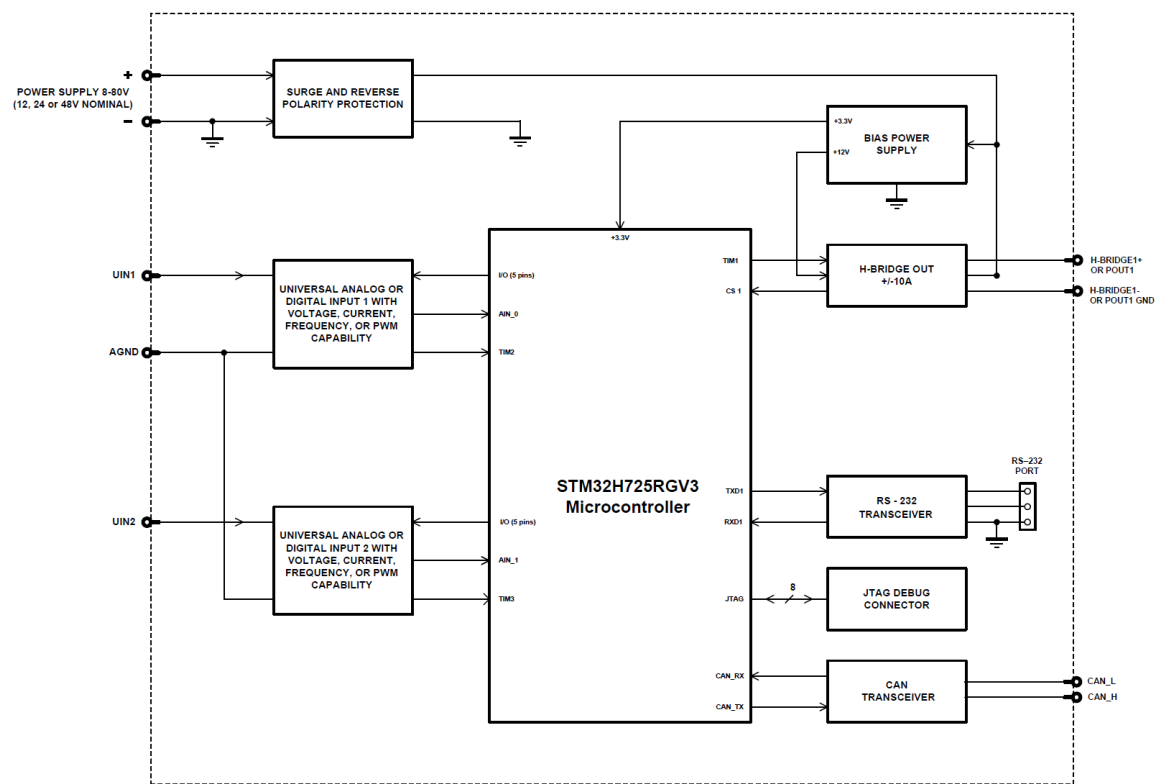 +
POWER SUPPLY 8-80V
(12, 24 or 48V NOMINAL)
−
SURGE AND REVERSE
POLARITY PROTECTION
+3.3V
+12V
BIAS POWER
SUPPLY
UIN1
AGND
UNIVERSAL ANALOG OR
DIGITAL INPUT 1 WITH
VOLTAGE, CURRENT,
FREQUENCY, OR PWM
CAPABILITY
+3.3V
I/O (5 pins)
AIN_0
TIM2
TIM1
CS 1
H-BRIDGE OUT
+/-10A
H-BRIDGE1+
OR POUT1
H-BRIDGE1-
OR POUT1 GND
STM32H725RGV3
Microcontroller
UIN2
UNIVERSAL ANALOG OR
DIGITAL INPUT 2 WITH
VOLTAGE, CURRENT,
FREQUENCY, OR PWM
CAPABILITY
I/O (5 pins)
AIN_1
TIM3
TXD1
RXD1
RS - 232
TRANSCEIVER
RS–232
PORT
JTAG
8
JTAG DEBUG
CONNECTOR
CAN_RX
CAN_TX
CAN
TRANSCEIVER
CAN_L
CAN_H